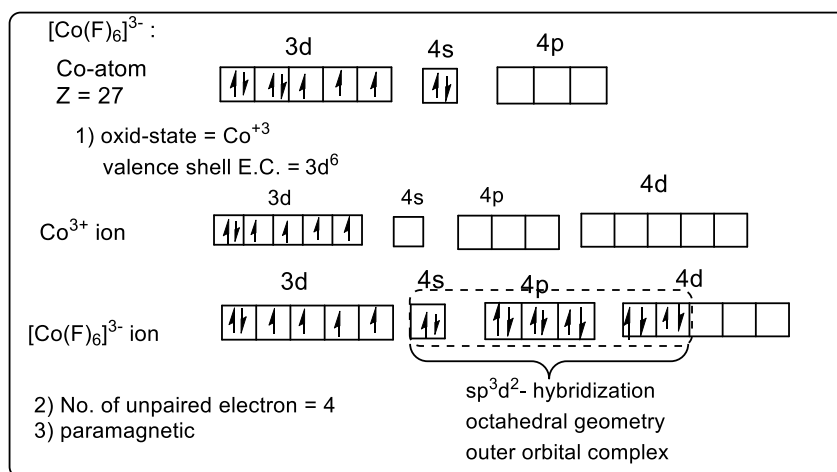 [Co(F)₆]³⁻ :
3d 4s 4p
Co-atom
Z = 27
1) oxid-state = Co⁺³
valence shell E.C. = 3d⁶
3d 4s 4p 4d
Co³⁺ ion
3d 4s 4p 4d
[Co(F)₆]³⁻ ion
sp³d²- hybridization
octahedral geometry
outer orbital complex
2) No. of unpaired electron = 4
3) paramagnetic